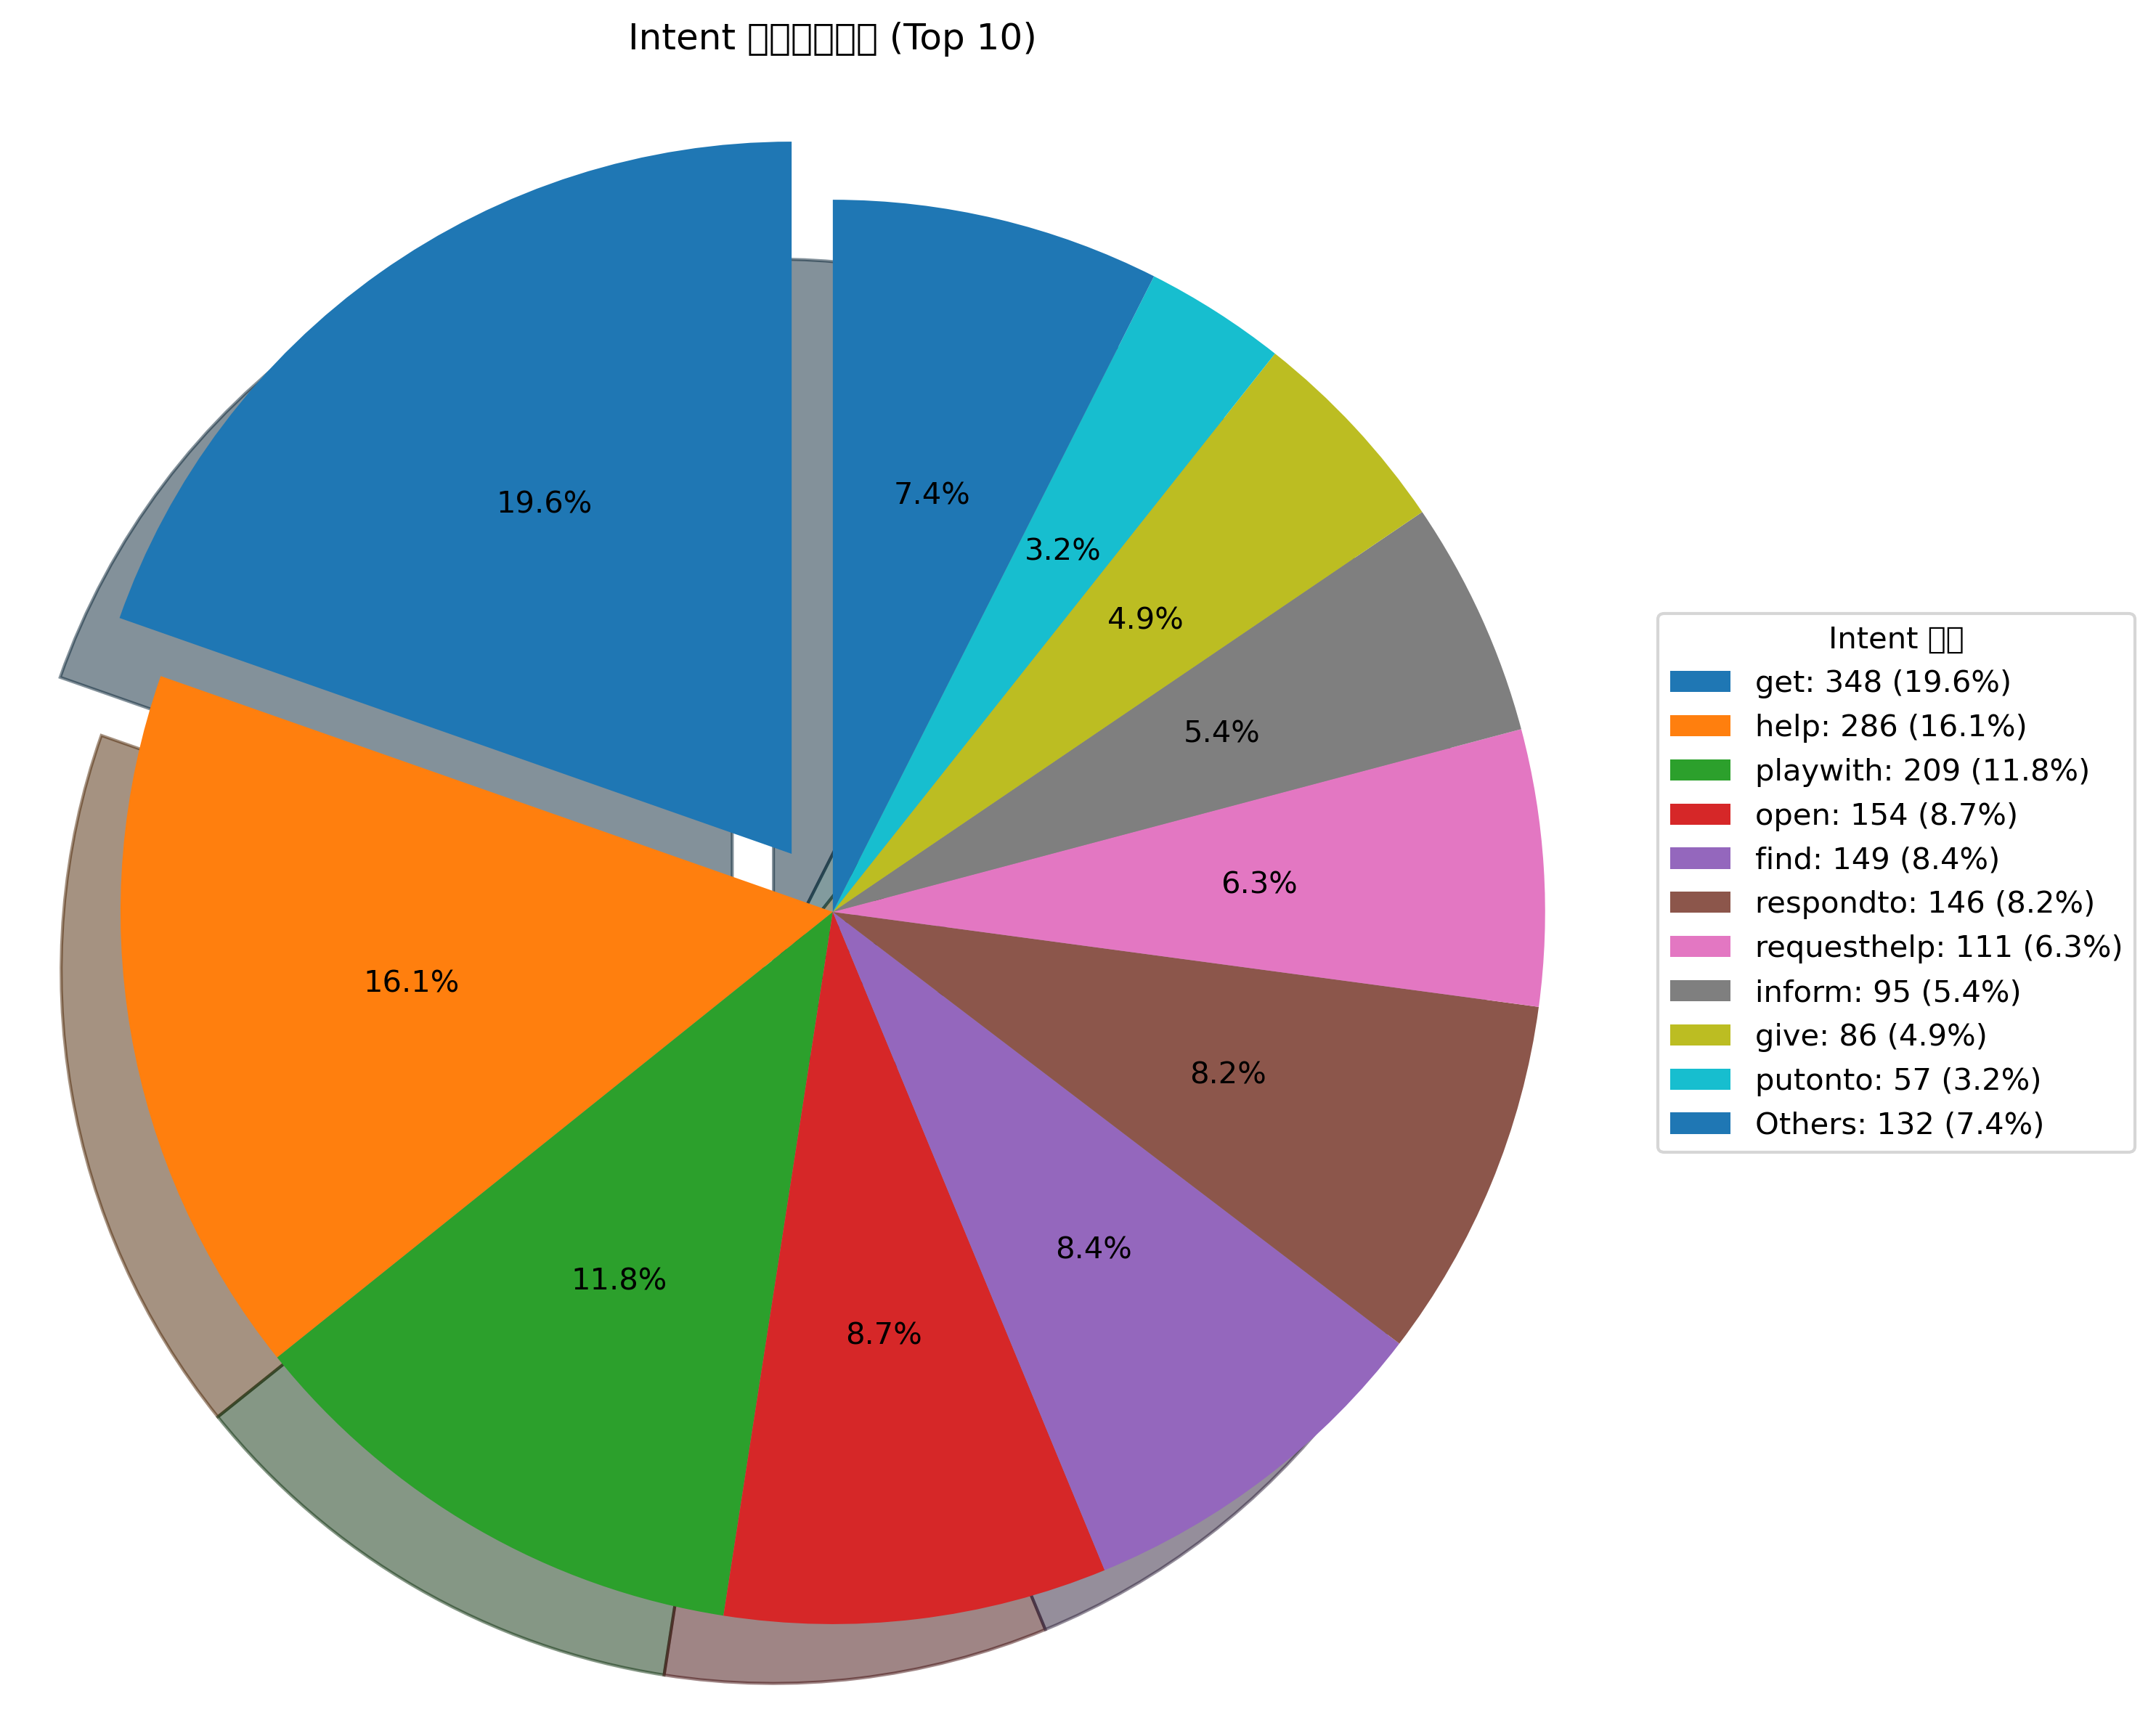 Intent (Top 10)
19.6%
7.4%
3.2%
4.9%
5.4%
6.3%
16.1%
8.2%
8.4%
11.8%
8.7%
Intent
get: 348 (19.6%)
help: 286 (16.1%)
playwith: 209 (11.8%)
open: 154 (8.7%)
find: 149 (8.4%)
respondto: 146 (8.2%)
requesthelp: 111 (6.3%)
inform: 95 (5.4%)
give: 86 (4.9%)
putonto: 57 (3.2%)
Others: 132 (7.4%)